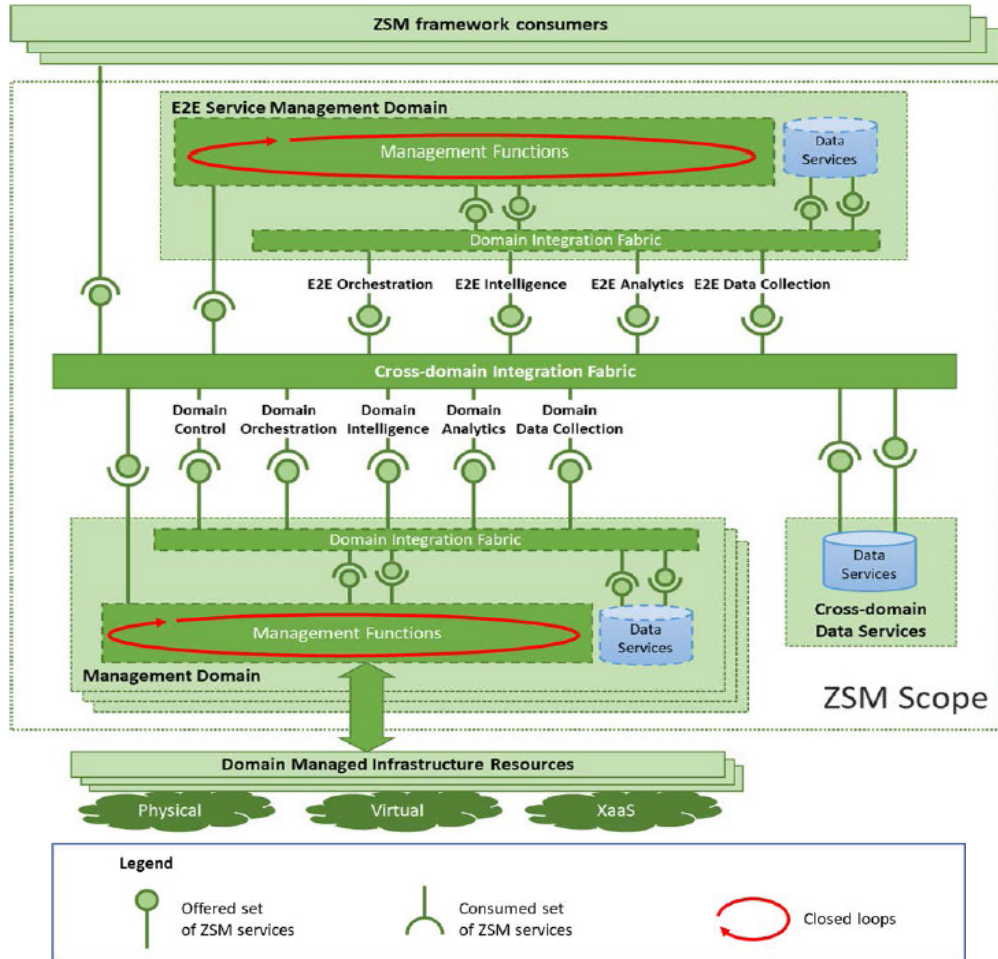 ZSM framework consumers
E2E Service Management Domain
Management Functions
Data
Services
Domain Integration Fabric
E2E Orchestration
E2E Intelligence
E2E Analytics
E2E Data Collection
Cross-domain Integration Fabric
Domain
Control
Domain
Orchestration
Domain
Intelligence
Domain
Analytics
Domain
Data Collection
Domain Integration Fabric
Management Functions
Data
Services
Management Domain
Data
Services
Cross-domain
Data Services
ZSM Scope
Domain Managed Infrastructure Resources
Physical
Virtual
XaaS
Legend
Offered set
of ZSM services
Consumed set
of ZSM services
Closed loops